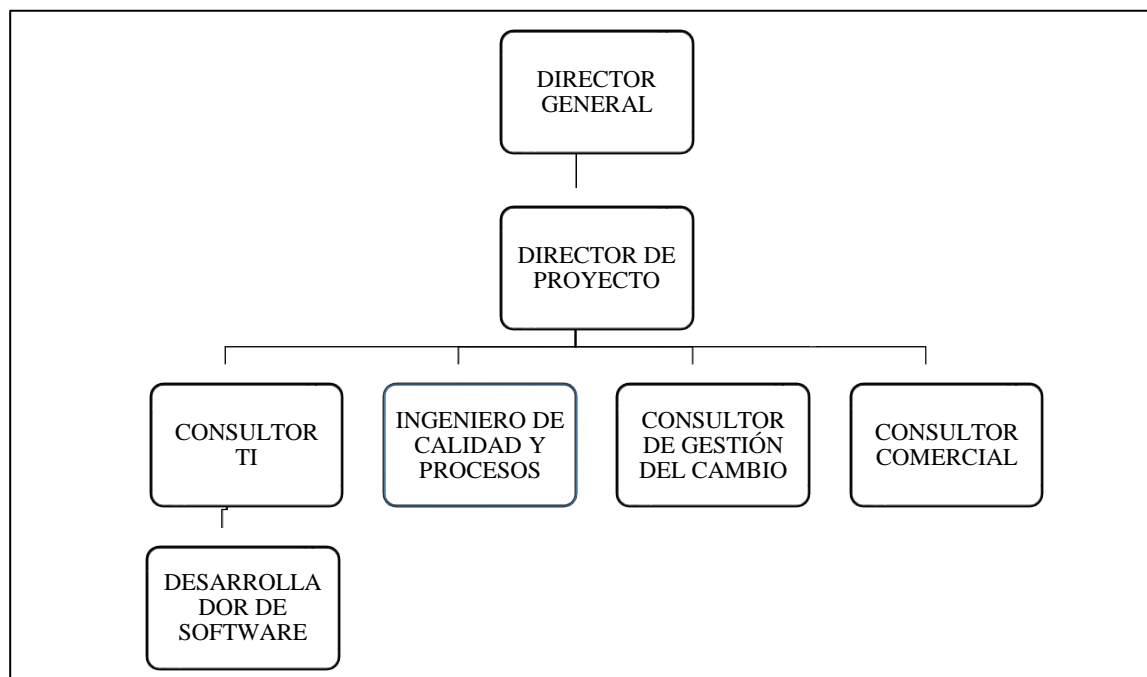 DIRECTOR
GENERAL
DIRECTOR DE
PROYECTO
CONSULTOR
TI
INGENIERO DE
CALIDAD Y
PROCESOS
CONSULTOR
DE GESTIÓN
DEL CAMBIO
CONSULTOR
COMERCIAL
DESARROLLA
DOR DE
SOFTWARE